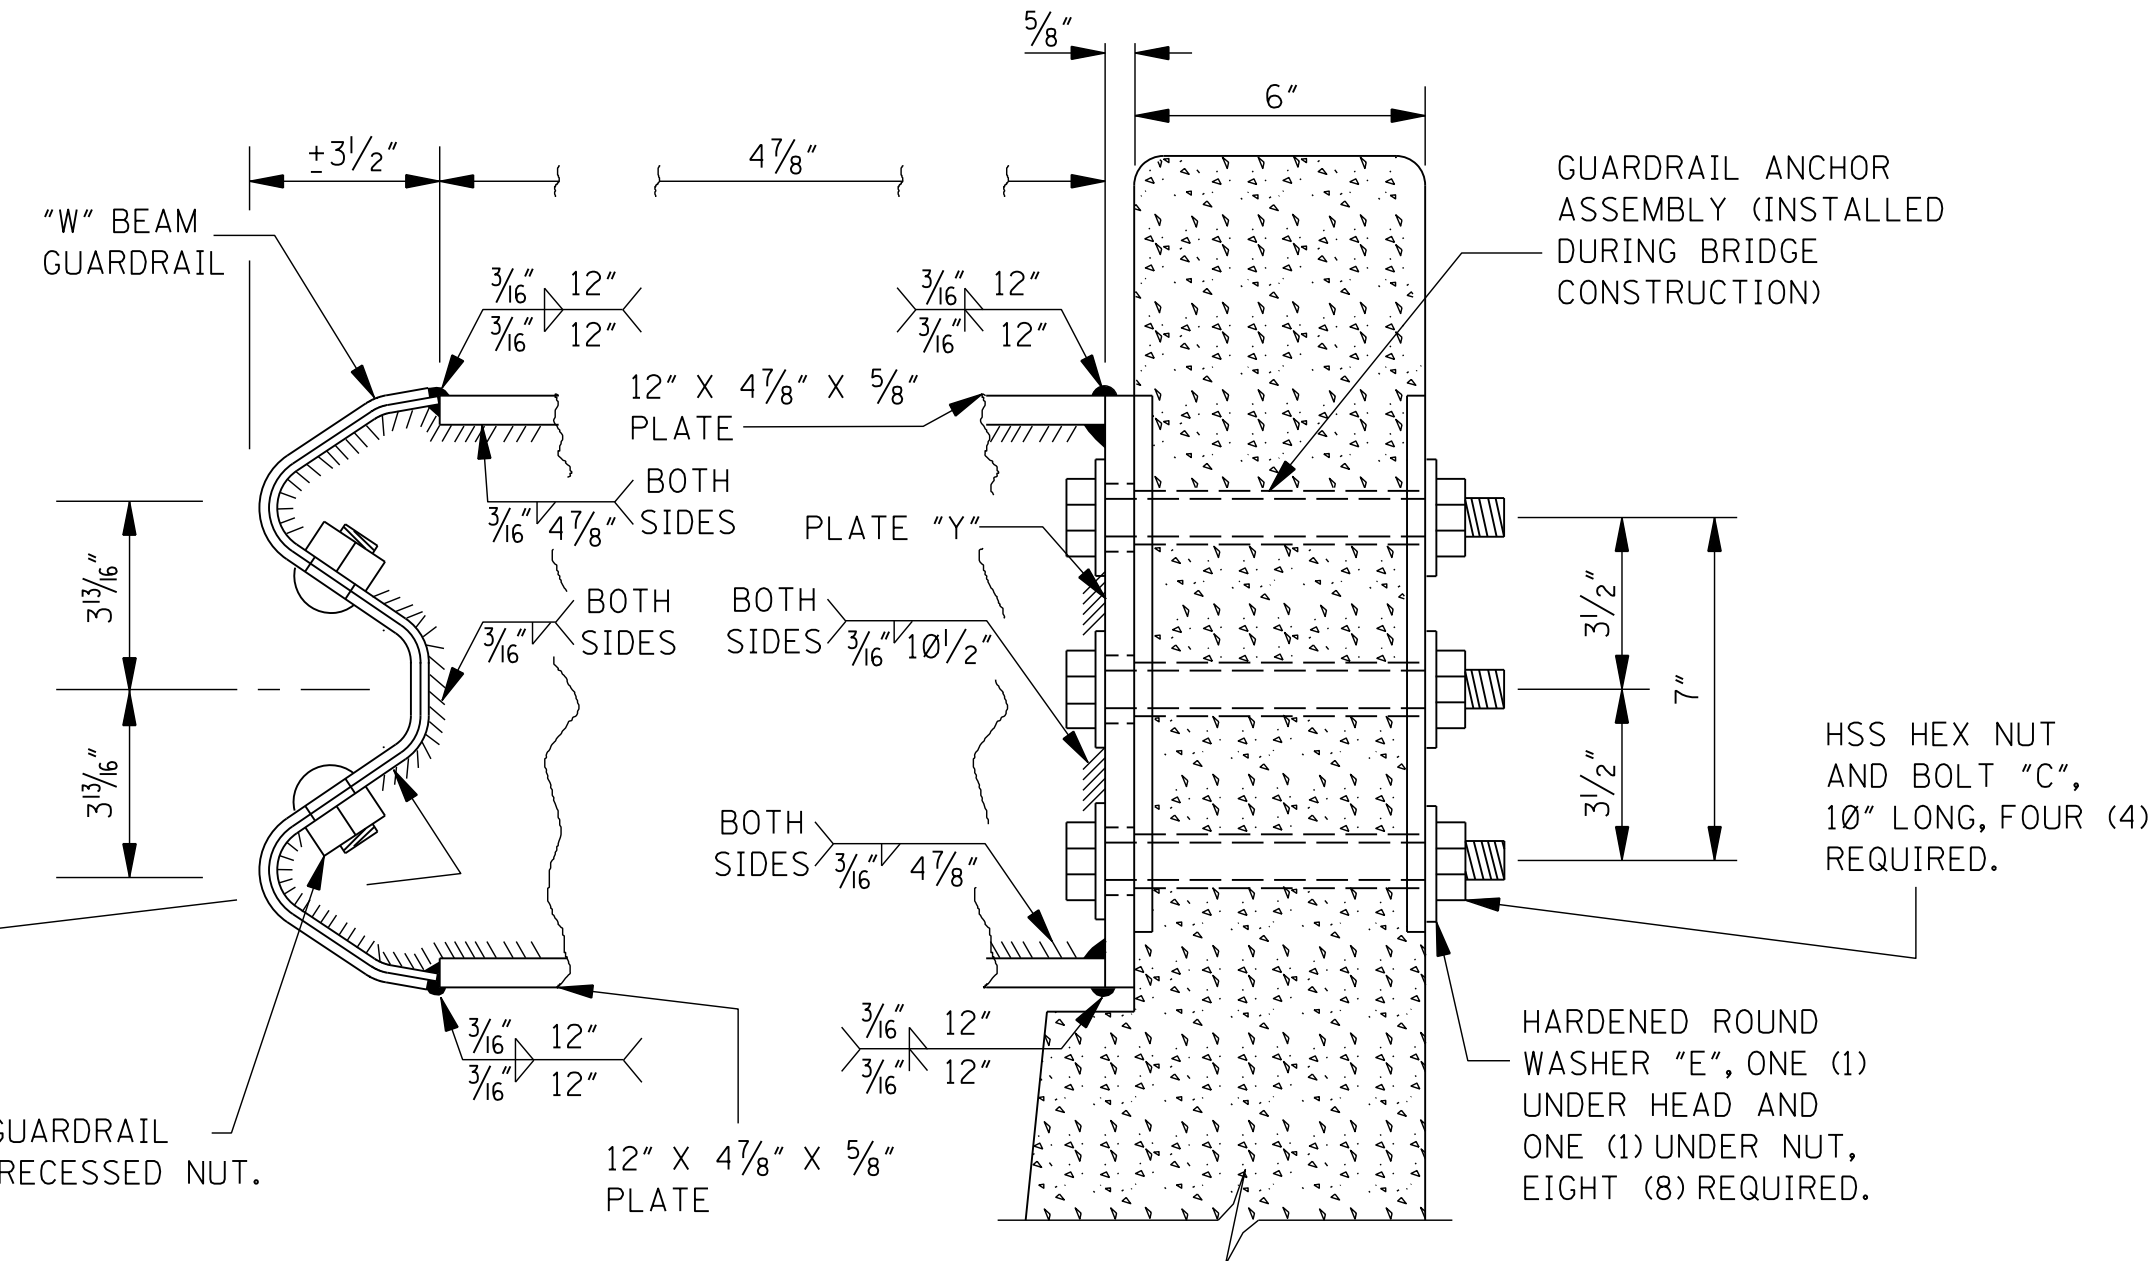 5/8"
6"
±3 1/2"
4 7/8"
"W" BEAM
GUARDRAIL
GUARDRAIL ANCHOR
ASSEMBLY (INSTALLED
DURING BRIDGE
CONSTRUCTION)
3/16" 12"
3/16" 12"
3/16" 12"
3/16" 12"
12" X 4 7/8" X 5/8"
PLATE
BOTH
SIDES
3/16" 4 7/8"
PLATE "Y"
3 13/16"
BOTH
SIDES
3/16"
BOTH
SIDES
3/16" 10 1/2"
3 1/2"
7"
3 13/16"
3 1/2"
HSS HEX NUT
AND BOLT "C",
1Ø" LONG, FOUR (4)
REQUIRED.
BOTH
SIDES
3/16" 4 7/8"
3/16" 12"
3/16" 12"
3/16" 12"
3/16" 12"
HARDENED ROUND
WASHER "E", ONE (1)
UNDER HEAD AND
ONE (1) UNDER NUT,
EIGHT (8) REQUIRED.
GUARDRAIL
RECESSED NUT.
12" X 4 7/8" X 5/8"
PLATE